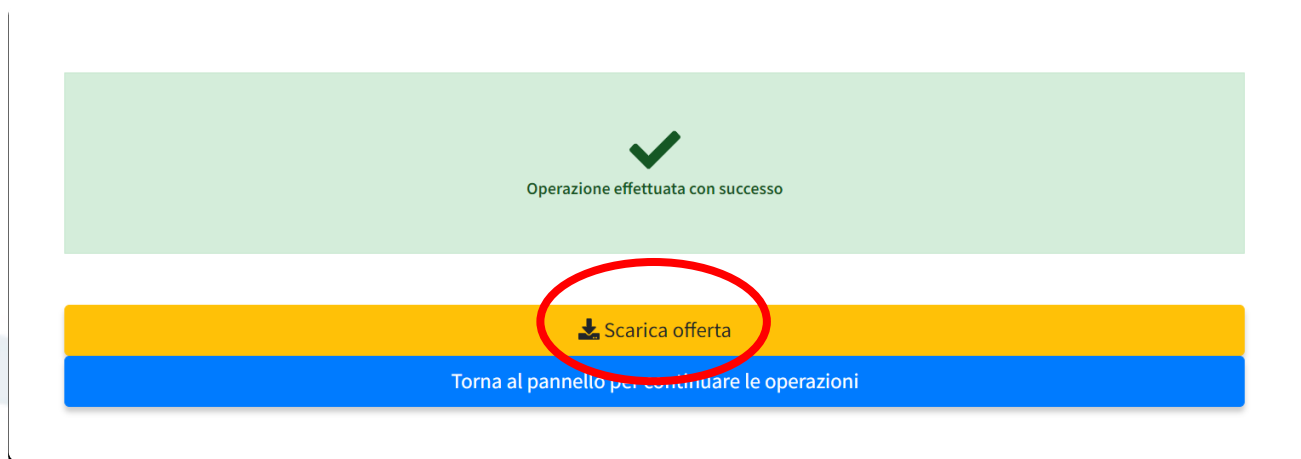 Operazione effettuata con successo
Scarica offerta
Torna al pannello per continuare le operazioni